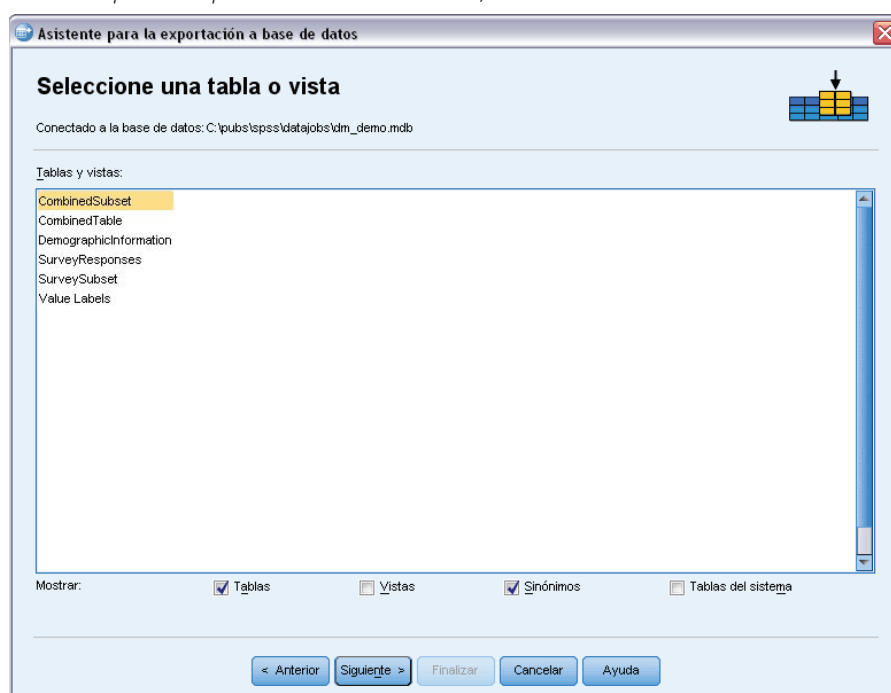 Asistente para la exportación a base de datos
Seleccione una tabla o vista
Conectado a la base de datos: C:\pubs\spss\datajobs\dm_demo.mdb
Tablas y vistas:
CombinedSubset
CombinedTable
DemographicInformation
SurveyResponses
SurveySubset
Value Labels
Mostrar: Tablas Vistas Sinónimos Tablas del sistema
< Anterior Siguiente > Finalizar Cancelar Ayuda